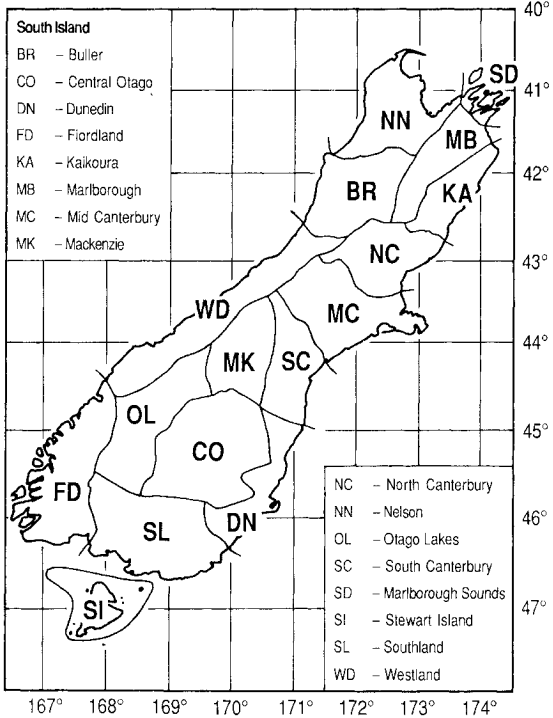 South Island
BR – Buller
CO – Central Otago
DN – Dunedin
FD – Fiordland
KA – Kaikoura
MB – Marlborough
MC – Mid Canterbury
MK – Mackenzie
40°
41°
42°
43°
44°
45°
46°
47°
SD
NN
MB
BR
KA
NC
WD
MC
MK
SC
OL
CO
FD
SL
DN
SI
NC – North Canterbury
NN – Nelson
OL – Otago Lakes
SC – South Canterbury
SD – Marlborough Sounds
SI – Stewart Island
SL – Southland
WD – Westland
167° 168° 169° 170° 171° 172° 173° 174°